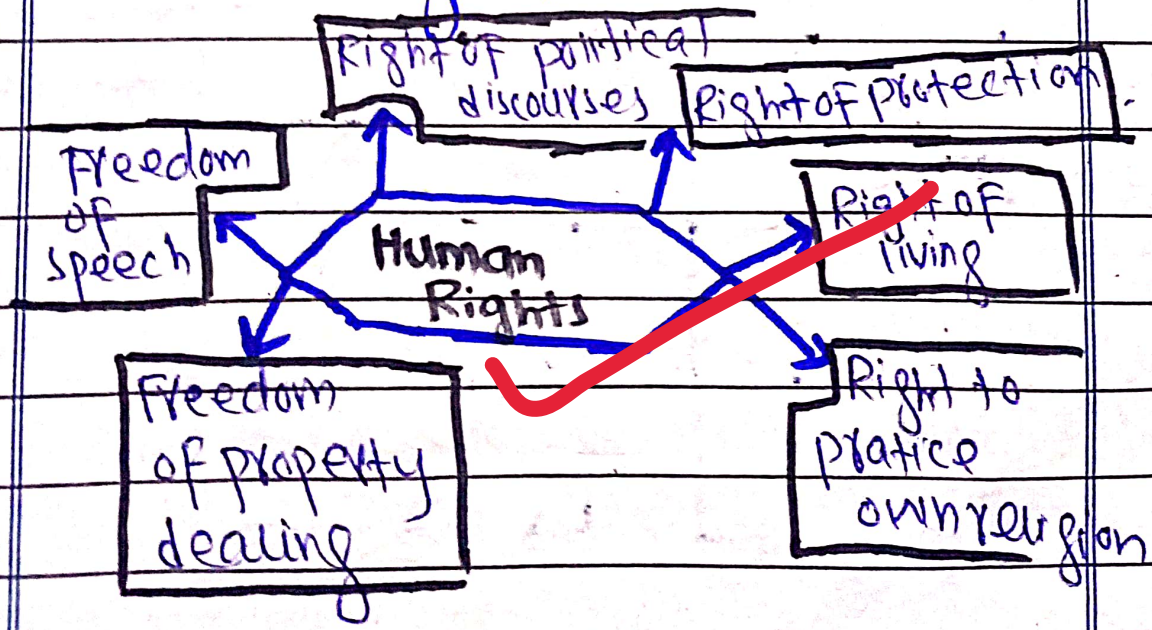 Right of political
discourses
Right of protection
Freedom
of
speech
Human
Rights
Right of
living
Freedom
of property
dealing
Right to
pratice
own religion